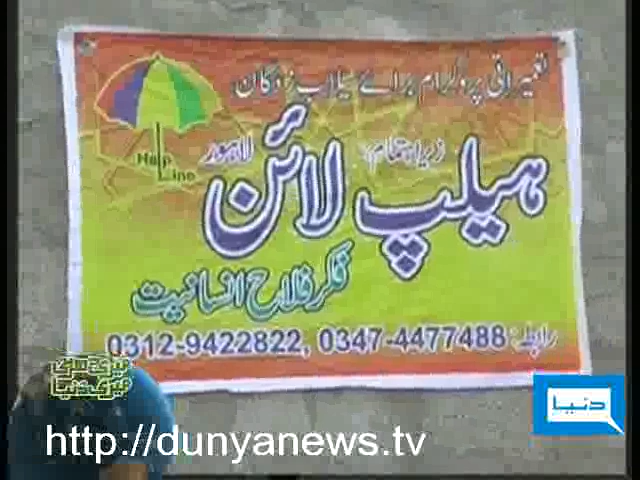 تعمیراتی پروگرام برائے سیلاب زدگان
Help Line
زیر اہتمام: لاہور
ہیلپ لائن
فکر فلاح انسانیت
رابطہ: 0312-9422822, 0347-4477488
دنیا
http://dunyanews.tv